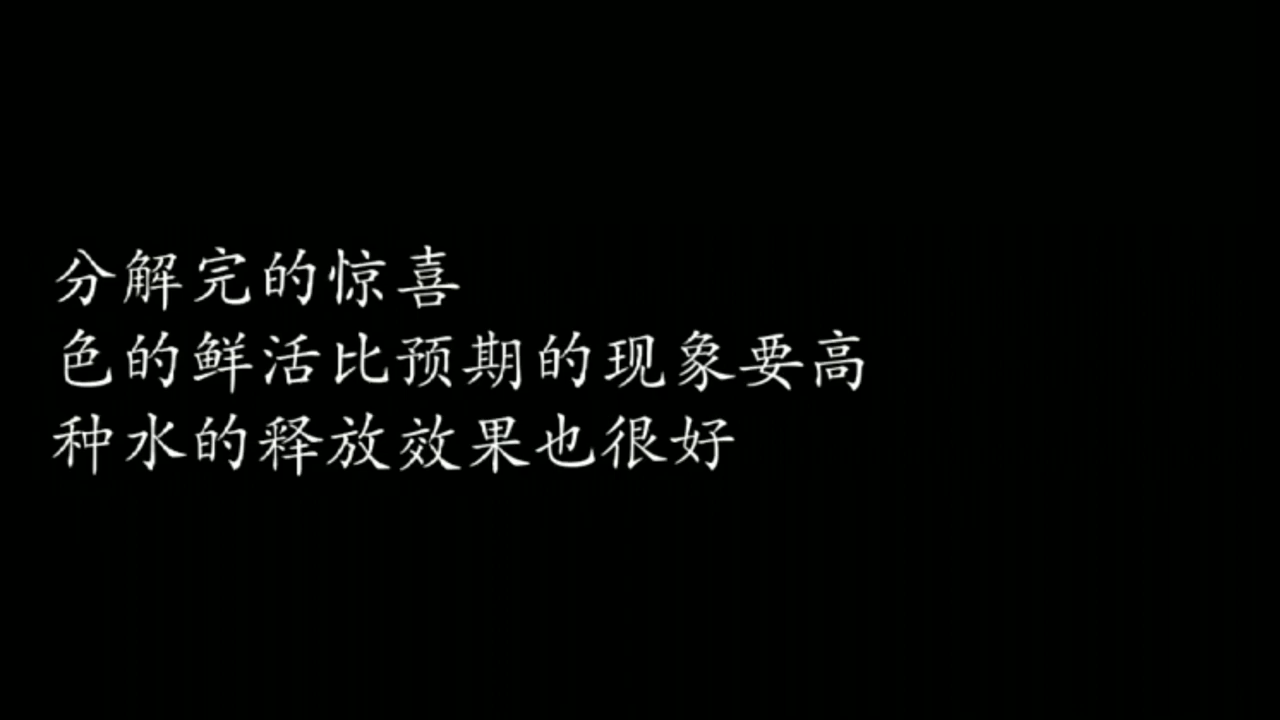 分解完的惊喜
色的鲜活比预期的现象要高
种水的释放效果也很好